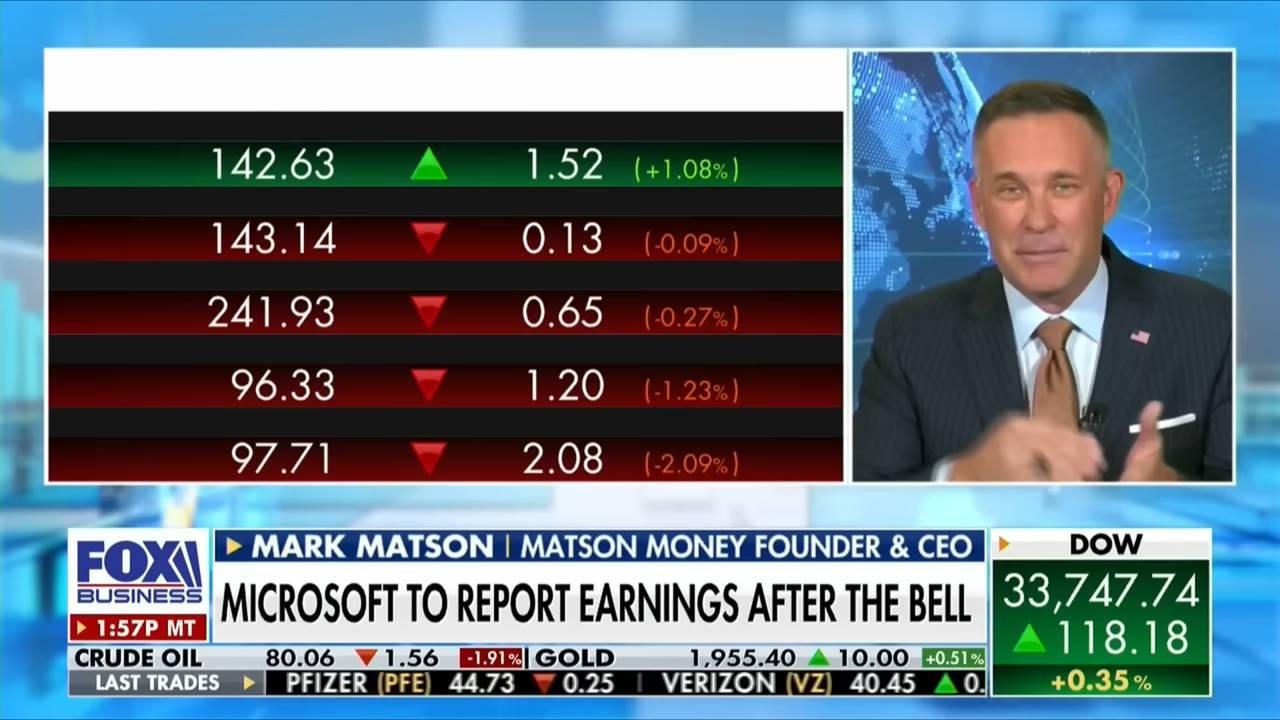 142.63 ▲ 1.52 (+1.08%)
143.14 ▼ 0.13 (-0.09%)
241.93 ▼ 0.65 (-0.27%)
96.33 ▼ 1.20 (-1.23%)
97.71 ▼ 2.08 (-2.09%)
FOX
BUSINESS
1:57P MT
MARK MATSON | MATSON MONEY FOUNDER & CEO
MICROSOFT TO REPORT EARNINGS AFTER THE BELL
DOW
33,747.74
▲ 118.18
+0.35%
CRUDE OIL 80.06 ▼ 1.56 -1.91% GOLD 1,955.40 ▲ 10.00 +0.51%
LAST TRADES PFIZER (PFE) 44.73 ▼ 0.25 | VERIZON (VZ) 40.45 ▲ 0.